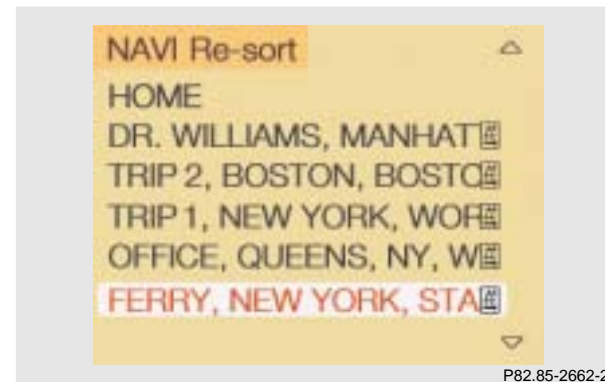 NAVI Re-sort
HOME
DR. WILLIAMS, MANHAT
TRIP 2, BOSTON, BOSTO
TRIP 1, NEW YORK, WOR
OFFICE, QUEENS, NY, W
FERRY, NEW YORK, STA
P82.85-2662-2